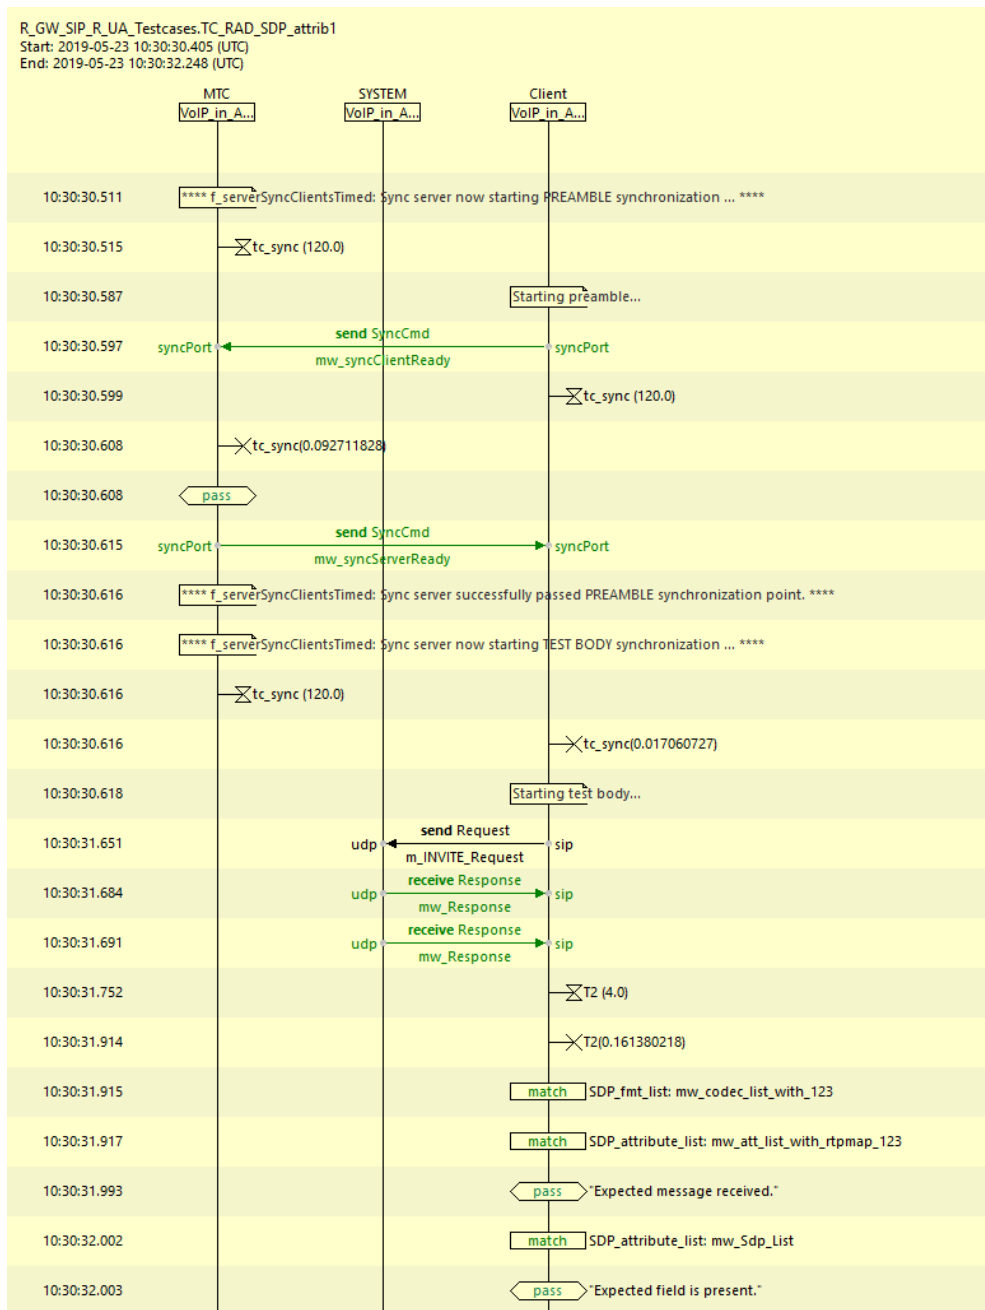 R_GW_SIP_R_UA_Testcases.TC_RAD_SDP_attrib1
Start: 2019-05-23 10:30:30.405 (UTC)
End: 2019-05-23 10:30:32.248 (UTC)
MTC SYSTEM Client
VoIP_in_A... VoIP_in_A... VoIP_in_A...
10:30:30.511 **** f_serverSyncClientsTimed: Sync server now starting PREAMBLE synchronization ... ****
10:30:30.515 tc_sync (120.0)
10:30:30.587 Starting preamble...
send SyncCmd
10:30:30.597 syncPort syncPort
mw_syncClientReady
10:30:30.599 tc_sync (120.0)
10:30:30.608 tc_sync(0.092711828)
10:30:30.608 pass
send SyncCmd
10:30:30.615 syncPort syncPort
mw_syncServerReady
10:30:30.616 **** f_serverSyncClientsTimed: Sync server successfully passed PREAMBLE synchronization point. ****
10:30:30.616 **** f_serverSyncClientsTimed: Sync server now starting TEST BODY synchronization ... ****
10:30:30.616 tc_sync (120.0)
10:30:30.616 tc_sync(0.017060727)
10:30:30.618 Starting test body...
send Request
10:30:31.651 udp sip
m_INVITE_Request
receive Response
10:30:31.684 udp sip
mw_Response
receive Response
10:30:31.691 udp sip
mw_Response
10:30:31.752 T2 (4.0)
10:30:31.914 T2(0.161380218)
10:30:31.915 match SDP_fmt_list: mw_codec_list_with_123
10:30:31.917 match SDP_attribute_list: mw_att_list_with_rtpmap_123
10:30:31.993 pass "Expected message received."
10:30:32.002 match SDP_attribute_list: mw_Sdp_List
10:30:32.003 pass "Expected field is present."